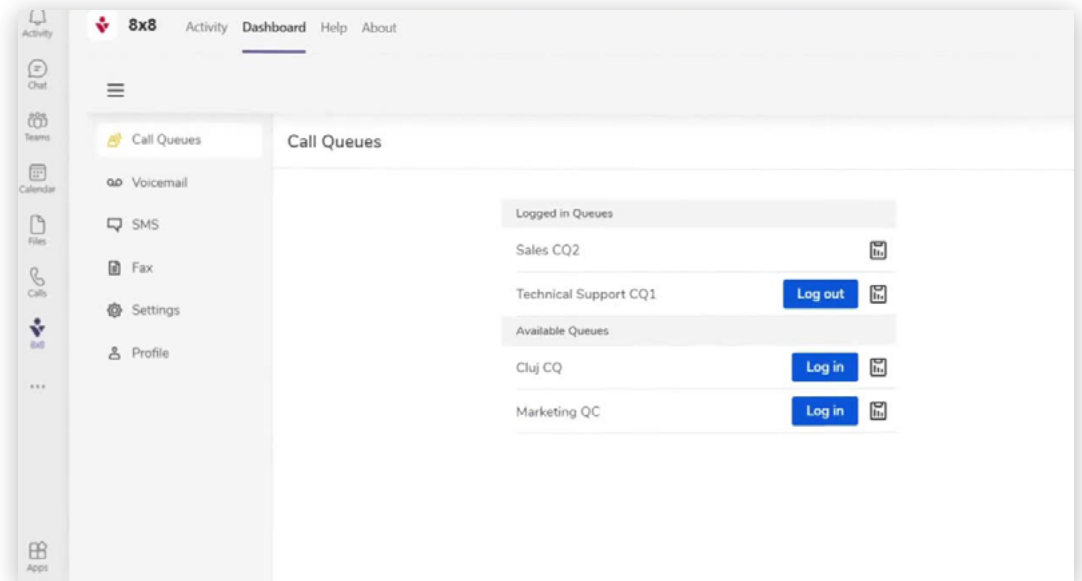 Activity
Chat
Teams
Calendar
Files
Calls
8x8
Apps
8x8 Activity Dashboard Help About
Call Queues
Voicemail
SMS
Fax
Settings
Profile
Call Queues
Logged in Queues
Sales CQ2
Technical Support CQ1 Log out
Available Queues
Cluj CQ Log in
Marketing QC Log in